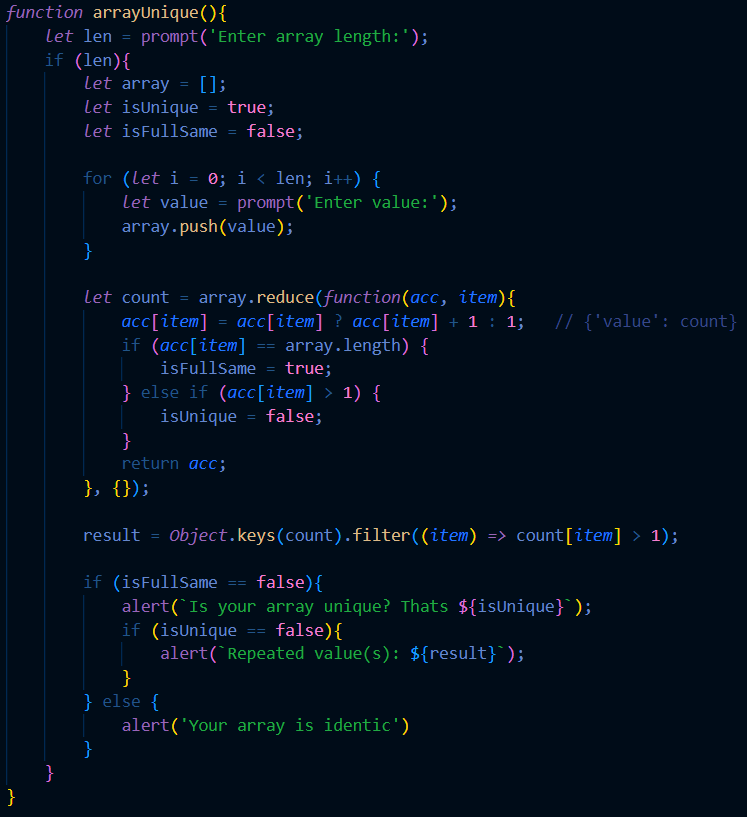 function arrayUnique(){
    let len = prompt('Enter array length:');
    if (len){
        let array = [];
        let isUnique = true;
        let isFullSame = false;

        for (let i = 0; i < len; i++) {
            let value = prompt('Enter value:');
            array.push(value);
        }

        let count = array.reduce(function(acc, item){
            acc[item] = acc[item] ? acc[item] + 1 : 1;   // {'value': count}
            if (acc[item] == array.length) {
                isFullSame = true;
            } else if (acc[item] > 1) {
                isUnique = false;
            }
            return acc;
        }, {});

        result = Object.keys(count).filter((item) => count[item] > 1);

        if (isFullSame == false){
            alert(`Is your array unique? Thats ${isUnique}`);
            if (isUnique == false){
                alert(`Repeated value(s): ${result}`);
            }
        } else {
            alert('Your array is identic')
        }
    }
}